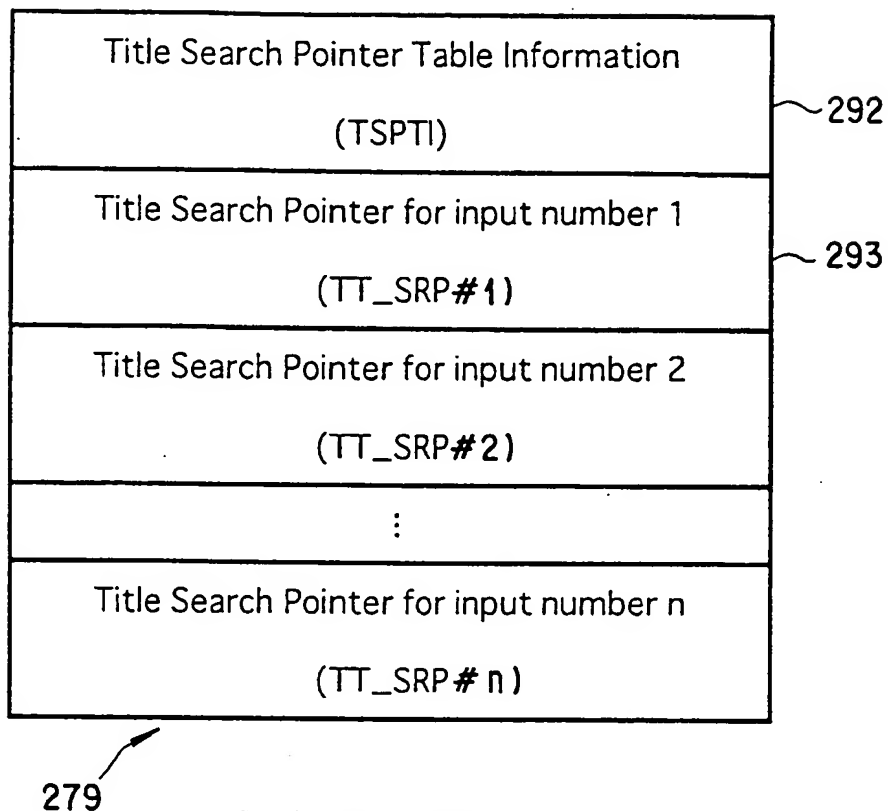 Title Search Pointer Table Information
(TSPTI)
292
Title Search Pointer for input number 1
(TT_SRP#1)
293
Title Search Pointer for input number 2
(TT_SRP#2)
⋮
Title Search Pointer for input number n
(TT_SRP#n)
279